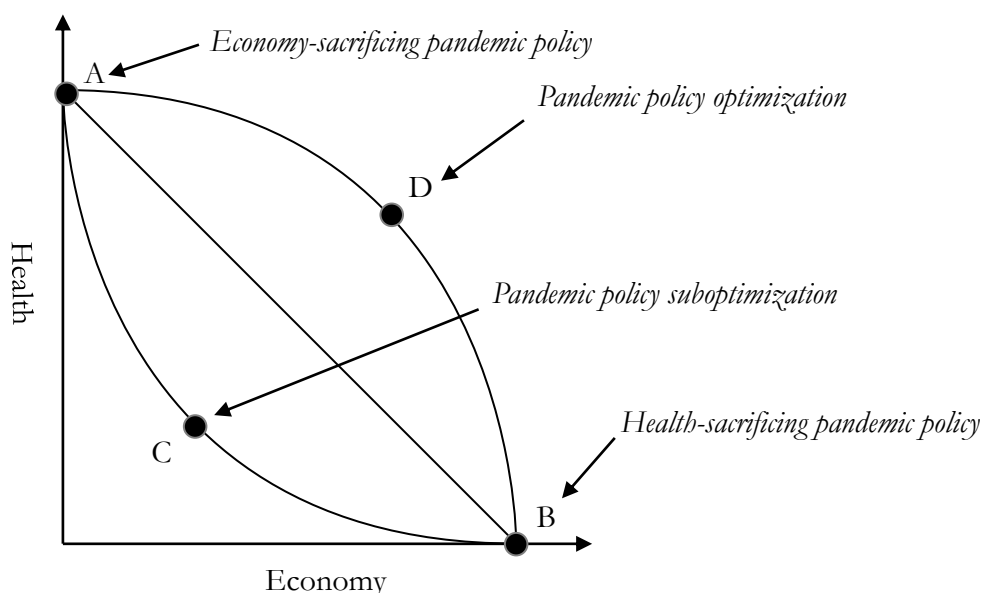 Economy-sacrificing pandemic policy
A
Pandemic policy optimization
D
Health
Pandemic policy suboptimization
Health-sacrificing pandemic policy
C
B
Economy